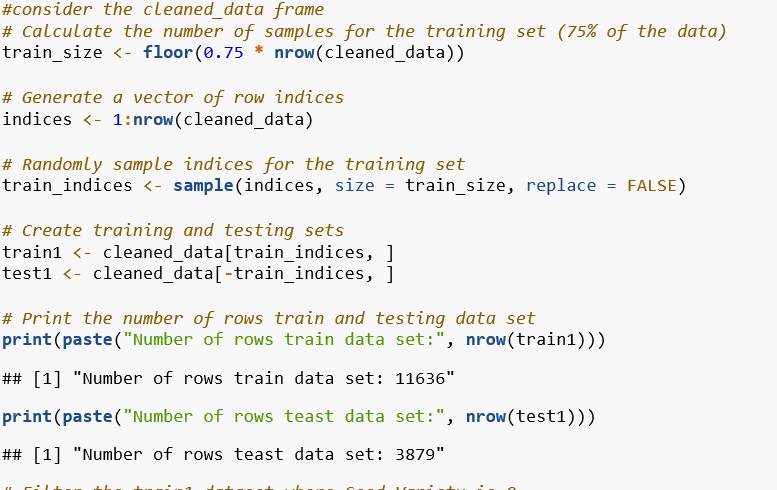 #consider the cleaned_data frame
# Calculate the number of samples for the training set (75% of the data)
train_size <- floor(0.75 * nrow(cleaned_data))
# Generate a vector of row indices
indices <- 1:nrow(cleaned_data)
# Randomly sample indices for the training set
train_indices <- sample(indices, size = train_size, replace = FALSE)
# Create training and testing sets
train1 <- cleaned_data[train_indices, ]
test1 <- cleaned_data[-train_indices, ]
# Print the number of rows train and testing data set
print(paste("Number of rows train data set:", nrow(train1)))
## [1] "Number of rows train data set: 11636"
print(paste("Number of rows teast data set:", nrow(test1)))
## [1] "Number of rows teast data set: 3879"